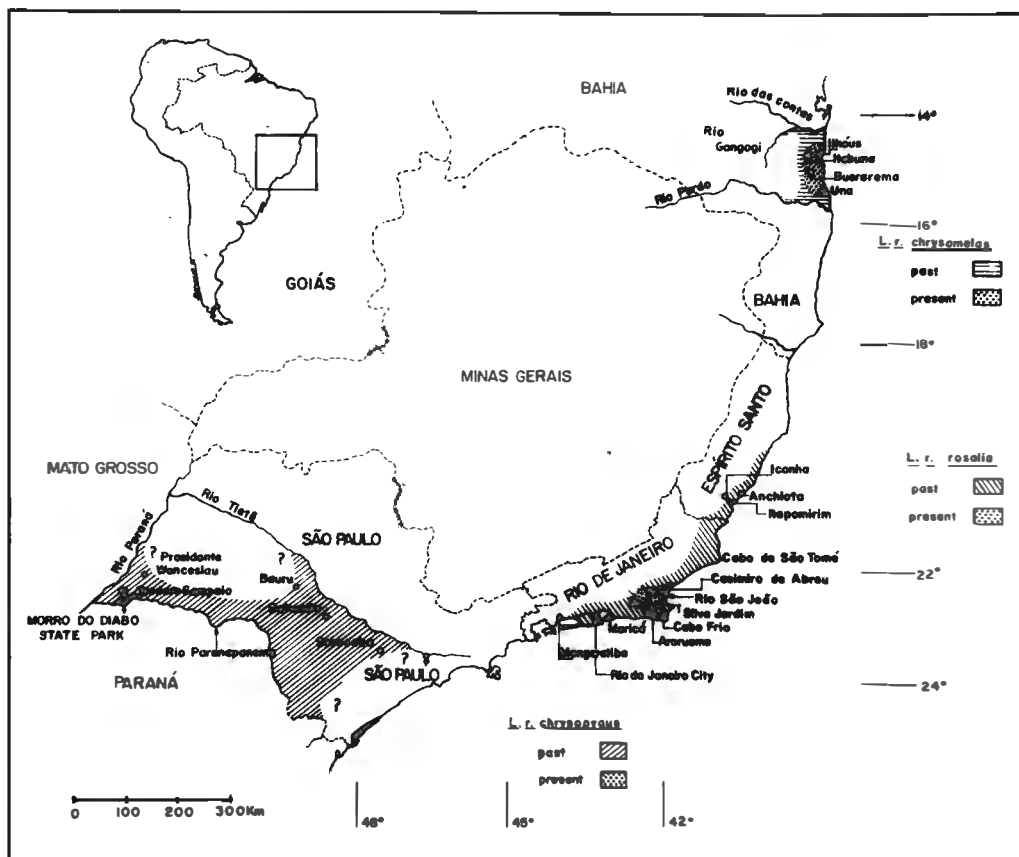 BAHIA
Rio das contas
14°
Rio
Gongogi
Ilhéus
Itabuna
Buerarema
Una
Rio Pardo
16°
L.r. chrysomelas
past
present
GOIÁS
BAHIA
18°
MINAS GERAIS
ESPÍRITO SANTO
MATO GROSSO
L.r. rosalia
past
present
Iconha
Anchieta
Itapemirim
Rio Paraná
Rio Tietê
SÃO PAULO
?
?
Presidente
Wenceslau
Bauru
RIO DE JANEIRO
Cabo de São Tomé
22°
Casimiro de Abreu
Rio São João
Silva Jardim
Cabo Frio
Araruama
Maricá
Mangaratiba
Rio de Janeiro City
MORRO DO DIABO
STATE PARK
Rio Paranapanema
PARANÁ
?
?
SÃO PAULO
?
24°
L.r. chrysopygus
past
present
0 100 200 300Km
48°
45°
42°